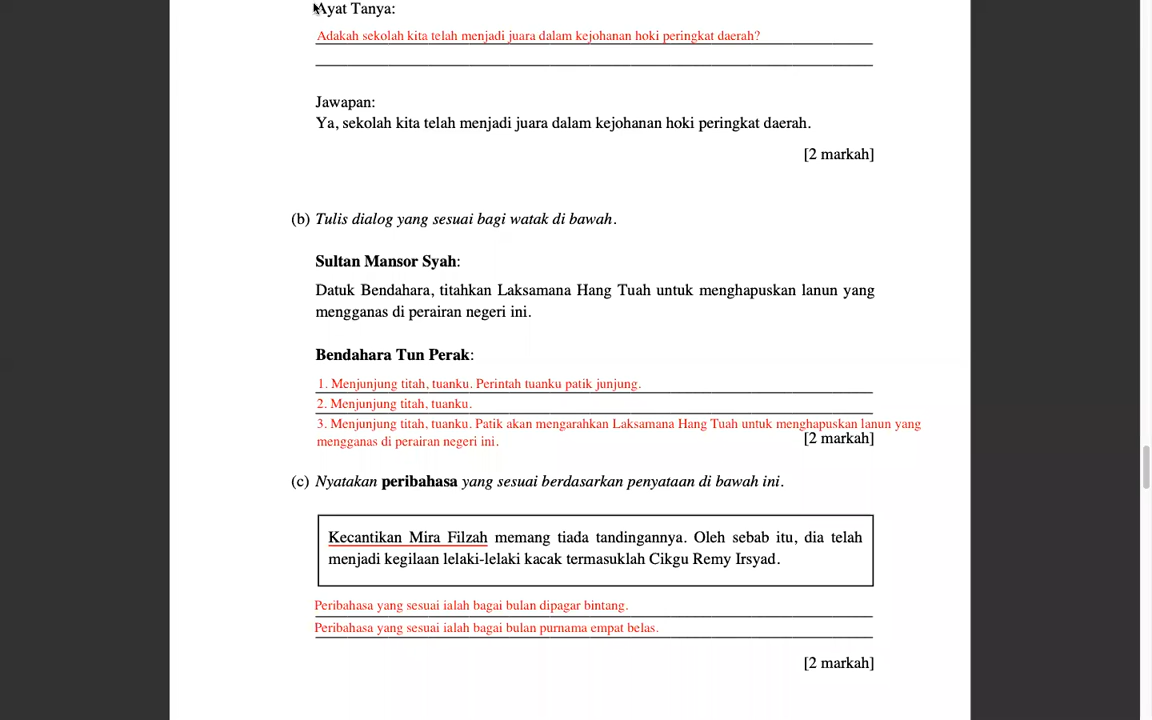 Ayat Tanya:
Adakah sekolah kita telah menjadi juara dalam kejohanan hoki peringkat daerah?
Jawapan:
Ya, sekolah kita telah menjadi juara dalam kejohanan hoki peringkat daerah.
[2 markah]
(b) Tulis dialog yang sesuai bagi watak di bawah.
Sultan Mansor Syah:
Datuk Bendahara, titahkan Laksamana Hang Tuah untuk menghapuskan lanun yang
mengganas di perairan negeri ini.
Bendahara Tun Perak:
1. Menjunjung titah, tuanku. Perintah tuanku patik junjung.
2. Menjunjung titah, tuanku.
3. Menjunjung titah, tuanku. Patik akan mengarahkan Laksamana Hang Tuah untuk menghapuskan lanun yang
mengganas di perairan negeri ini. [2 markah]
(c) Nyatakan peribahasa yang sesuai berdasarkan penyataan di bawah ini.
Kecantikan Mira Filzah memang tiada tandingannya. Oleh sebab itu, dia telah
menjadi kegilaan lelaki-lelaki kacak termasuklah Cikgu Remy Irsyad.
Peribahasa yang sesuai ialah bagai bulan dipagar bintang.
Peribahasa yang sesuai ialah bagai bulan purnama empat belas.
[2 markah]